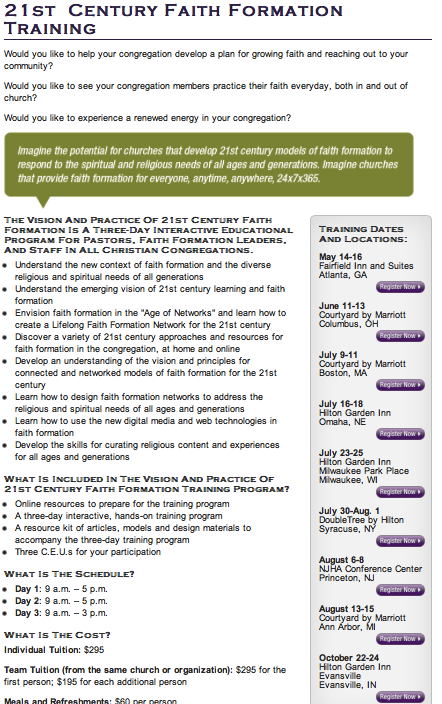 21st Century Faith Formation
Training
Would you like to help your congregation develop a plan for growing faith and reaching out to your
community?
Would you like to see your congregation members practice their faith everyday, both in and out of
church?
Would you like to experience a renewed energy in your congregation?
Imagine the potential for churches that develop 21st century models of faith formation to
respond to the spiritual and religious needs of all ages and generations. Imagine churches
that provide faith formation for everyone, anytime, anywhere, 24x7x365.
The Vision And Practice Of 21st Century Faith
Formation Is A Three-Day Interactive Educational
Program For Pastors, Faith Formation Leaders,
And Staff In All Christian Congregations.
• Understand the new context of faith formation and the diverse
religious and spiritual needs of all generations
• Understand the emerging vision of 21st century learning and faith
formation
• Envision faith formation in the "Age of Networks" and learn how to
create a Lifelong Faith Formation Network for the 21st century
• Discover a variety of 21st century approaches and resources for
faith formation in the congregation, at home and online
• Develop an understanding of the vision and principles for
connected and networked models of faith formation for the 21st
century
• Learn how to design faith formation networks to address the
religious and spiritual needs of all ages and generations
• Learn how to use the new digital media and web technologies in
faith formation
• Develop the skills for curating religious content and experiences
for all ages and generations
What Is Included In The Vision And Practice Of
21st Century Faith Formation Training Program?
• Online resources to prepare for the training program
• A three-day interactive, hands-on training program
• A resource kit of articles, models and design materials to
accompany the three-day training program
• Three C.E.U.s for your participation
What Is The Schedule?
• Day 1: 9 a.m. – 5 p.m.
• Day 2: 9 a.m. – 5 p.m.
• Day 3: 9 a.m. – 3 p.m.
What Is The Cost?
Individual Tuition: $295
Team Tuition (from the same church or organization): $295 for the
first person; $195 for each additional person
Meals and Refreshments: $60 per person
Training Dates
And Locations:
May 14-16
Fairfield Inn and Suites
Atlanta, GA
Register Now
June 11-13
Courtyard by Marriott
Columbus, OH
Register Now
July 9-11
Courtyard by Marriott
Boston, MA
Register Now
July 16-18
Hilton Garden Inn
Omaha, NE
Register Now
July 23-25
Hilton Garden Inn
Milwaukee Park Place
Milwaukee, WI
Register Now
July 30-Aug. 1
DoubleTree by Hilton
Syracuse, NY
Register Now
August 6-8
NJHA Conference Center
Princeton, NJ
Register Now
August 13-15
Courtyard by Marriott
Ann Arbor, MI
Register Now
October 22-24
Hilton Garden Inn
Evansville
Evansville, IN
Register Now